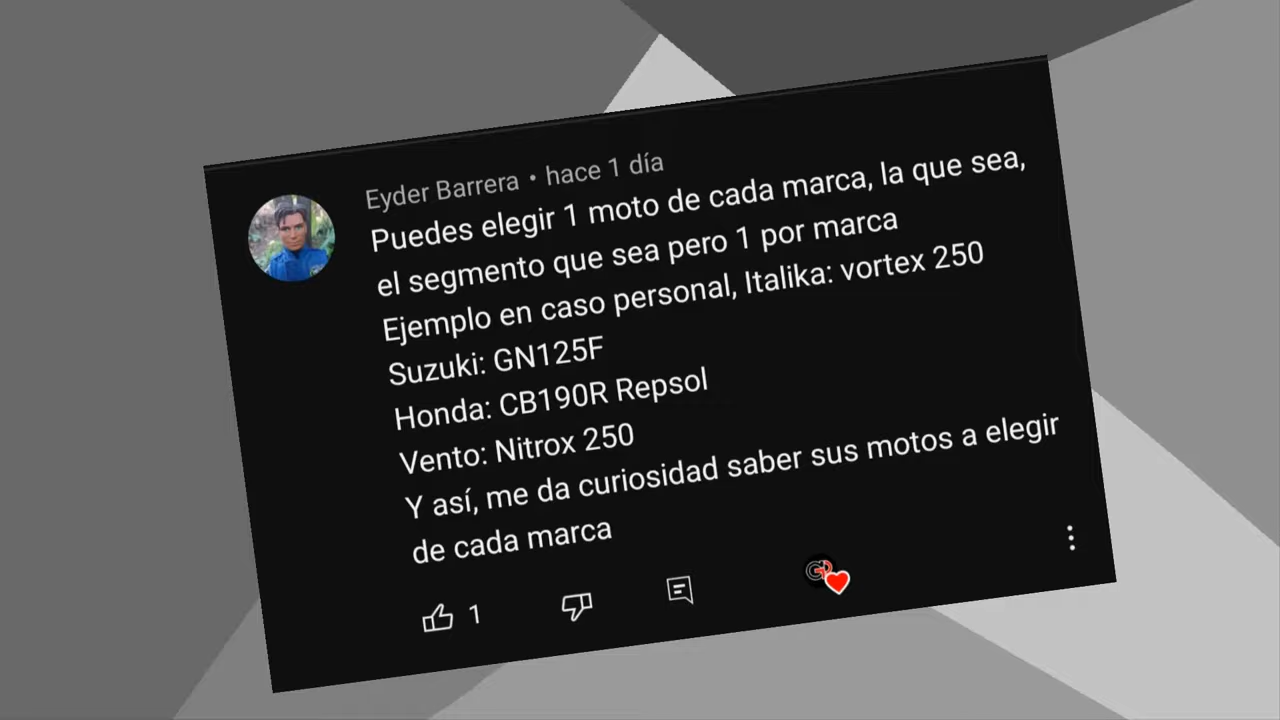 Eyder Barrera • hace 1 día
Puedes elegir 1 moto de cada marca, la que sea,
el segmento que sea pero 1 por marca
Ejemplo en caso personal, Italika: vortex 250
Suzuki: GN125F
Honda: CB190R Repsol
Vento: Nitrox 250
Y así, me da curiosidad saber sus motos a elegir
de cada marca
1